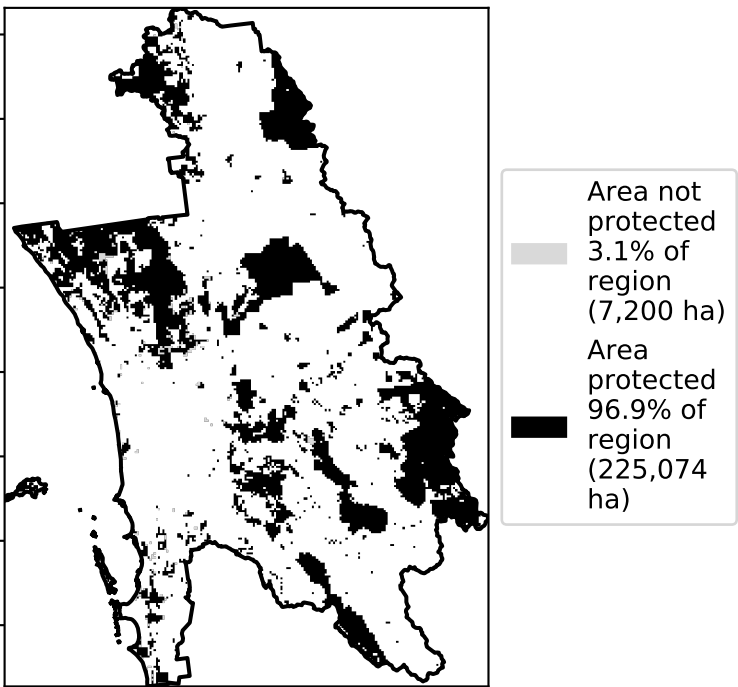 Area not
protected
3.1% of
region
(7,200 ha)
Area
protected
96.9% of
region
(225,074
ha)